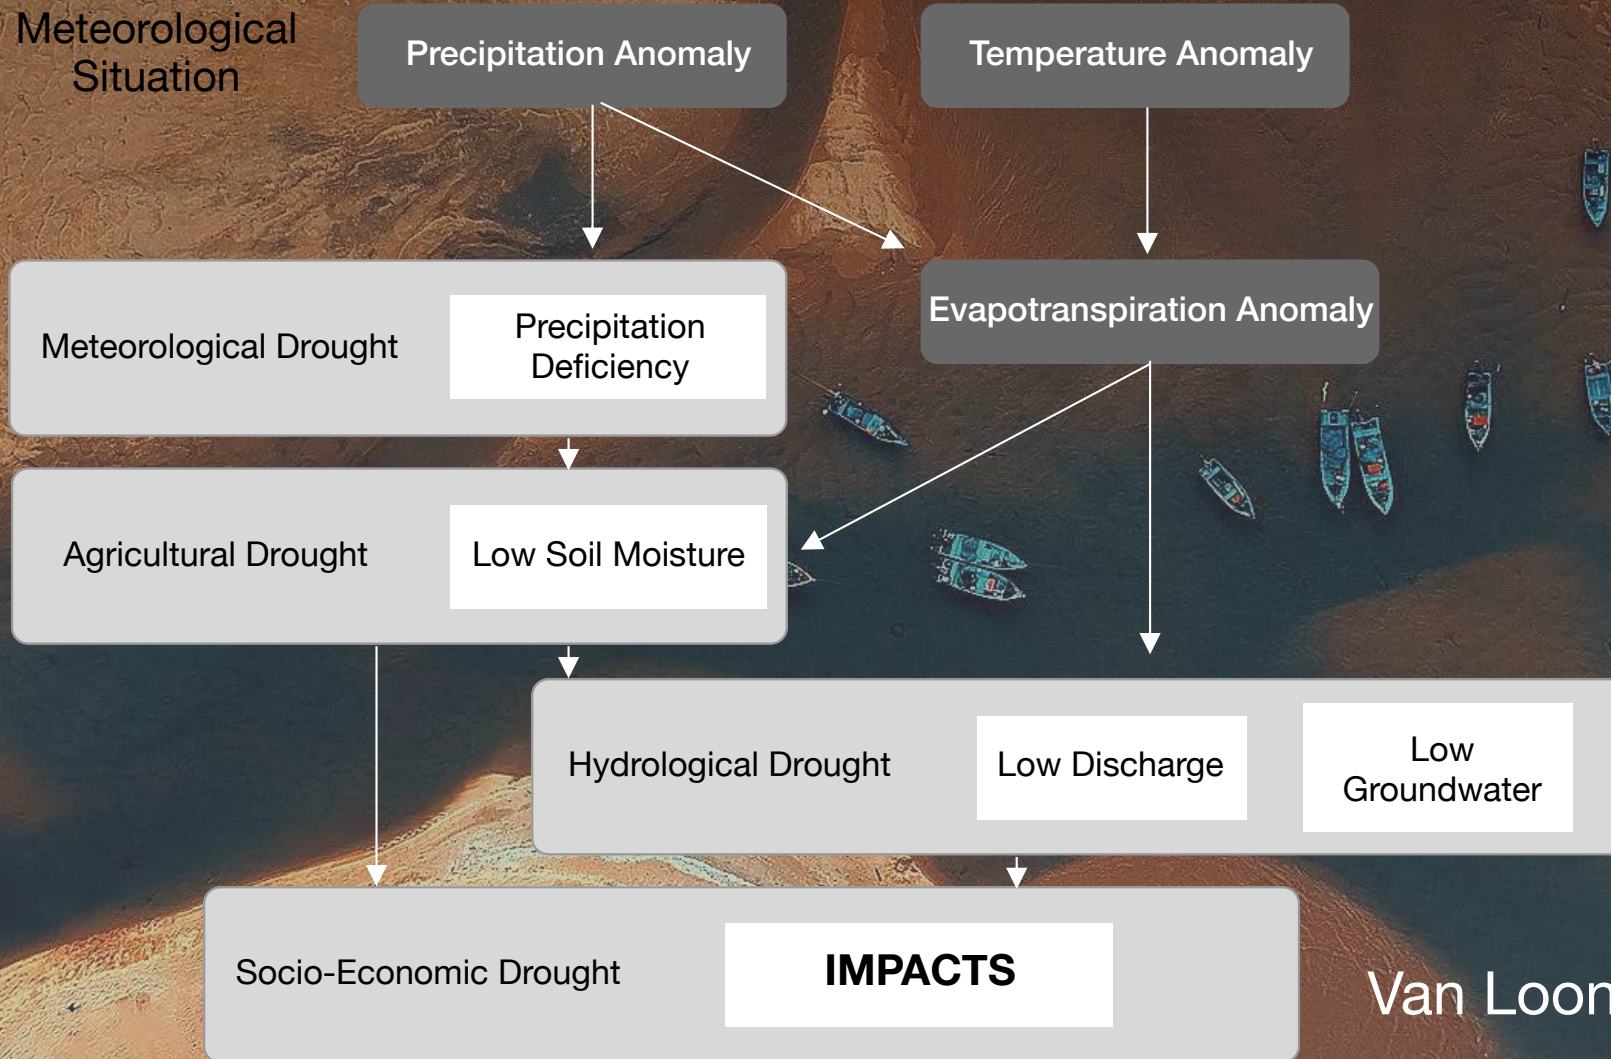 Meteorological
Situation
Precipitation Anomaly
Temperature Anomaly
Meteorological Drought
Precipitation
Deficiency
Evapotranspiration Anomaly
Agricultural Drought
Low Soil Moisture
Hydrological Drought
Low Discharge
Low
Groundwater
Socio-Economic Drought
IMPACTS
Van Loon